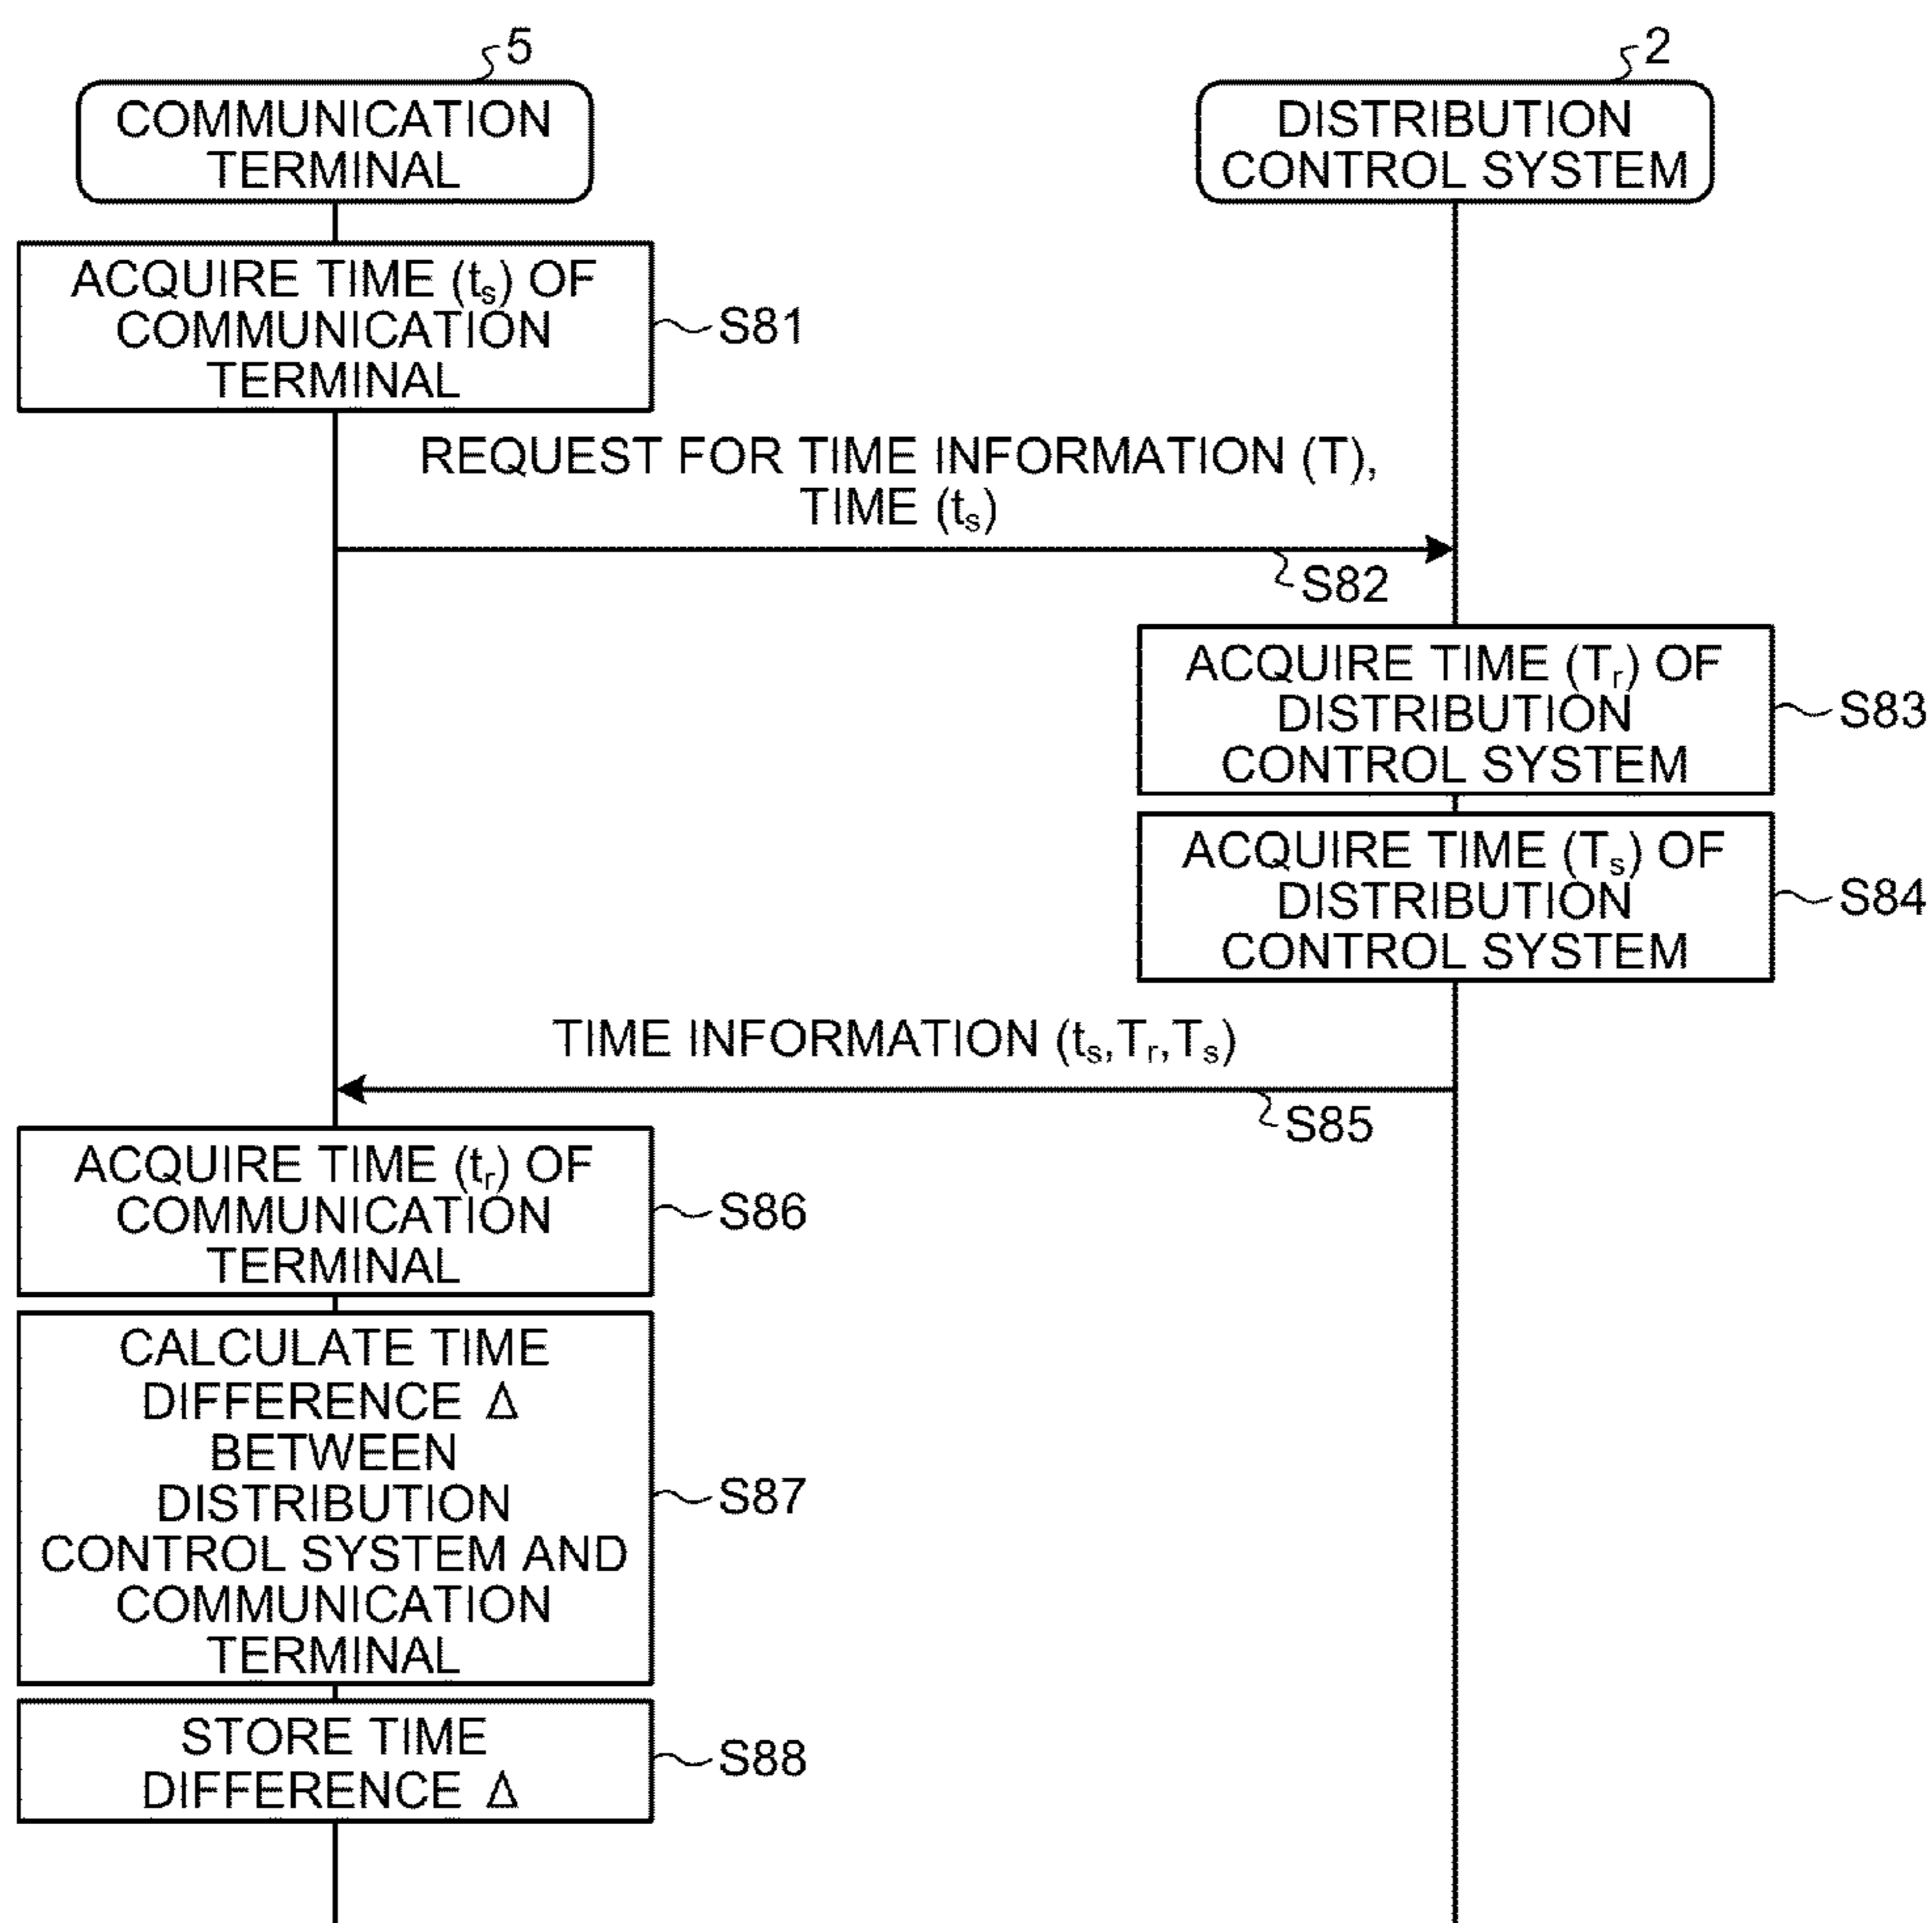 5
COMMUNICATION
TERMINAL
2
DISTRIBUTION
CONTROL SYSTEM
ACQUIRE TIME (ts) OF
COMMUNICATION
TERMINAL
S81
REQUEST FOR TIME INFORMATION (T),
TIME (ts)
S82
ACQUIRE TIME (Tr) OF
DISTRIBUTION
CONTROL SYSTEM
S83
ACQUIRE TIME (Ts) OF
DISTRIBUTION
CONTROL SYSTEM
S84
TIME INFORMATION (ts,Tr,Ts)
S85
ACQUIRE TIME (tr) OF
COMMUNICATION
TERMINAL
S86
CALCULATE TIME
DIFFERENCE Δ
BETWEEN
DISTRIBUTION
CONTROL SYSTEM AND
COMMUNICATION
TERMINAL
S87
STORE TIME
DIFFERENCE Δ
S88